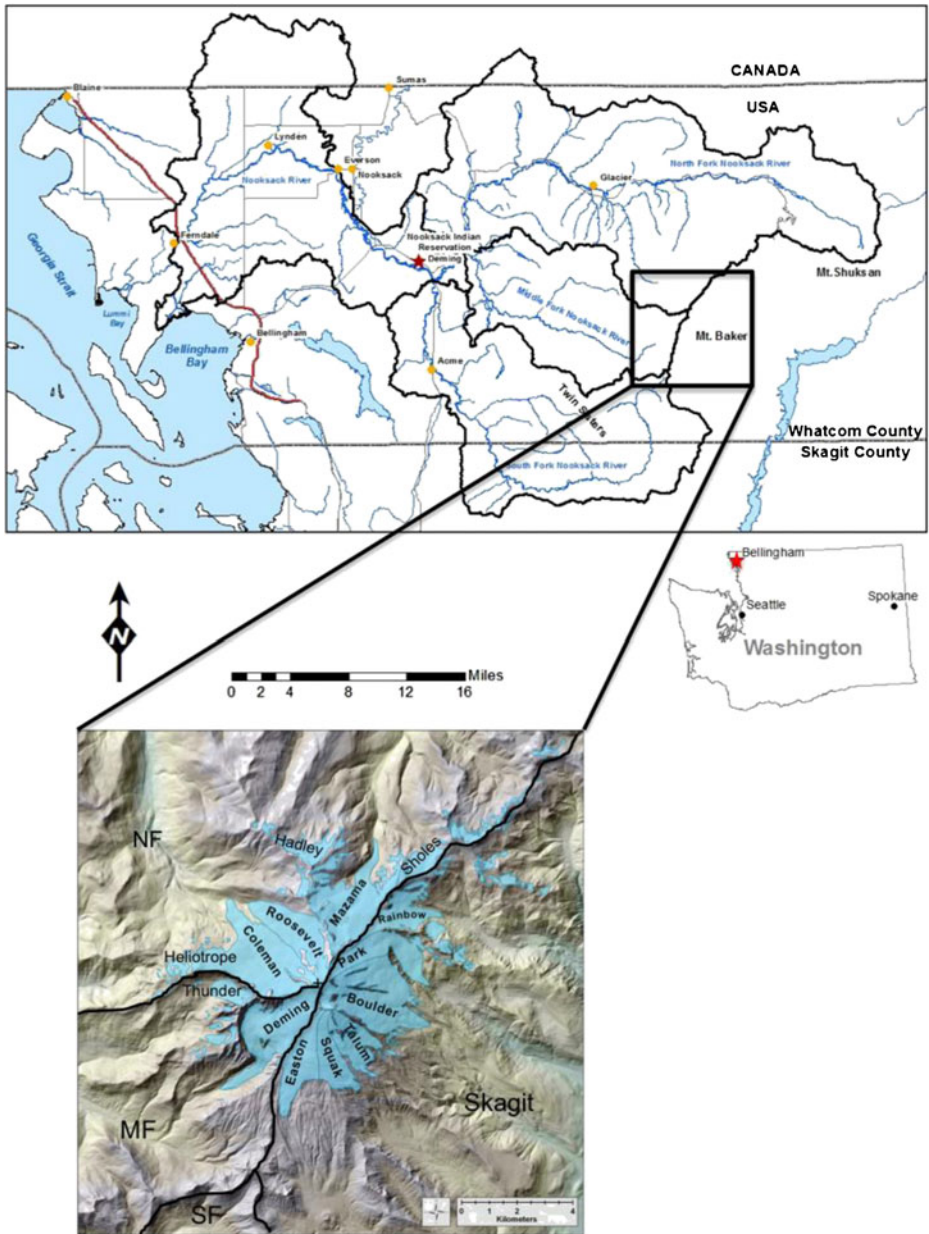 CANADA
USA
Sumas
Blaine
Lynden
Nooksack River
Everson
Nooksack
North Fork Nooksack River
Glacier
Ferndale
Nooksack Indian
Reservation
Deming
Georgia Strait
Lummi
Bay
Mt.Shuksan
Middle Fork Nooksack River
Mt. Baker
Bellingham
Bellingham
Bay
Acme
Twin Sisters
Whatcom County
Skagit County
South Fork Nooksack River
Bellingham
Seattle
Spokane
Washington
N
Miles
0 2 4 8 12 16
NF
Hadley
Sholes
Mazama
Roosevelt
Rainbow
Coleman
Park
Heliotrope
Thunder
Boulder
Deming
Talum
Squak
Easton
Skagit
MF
SF
0 2 4
Kilometers